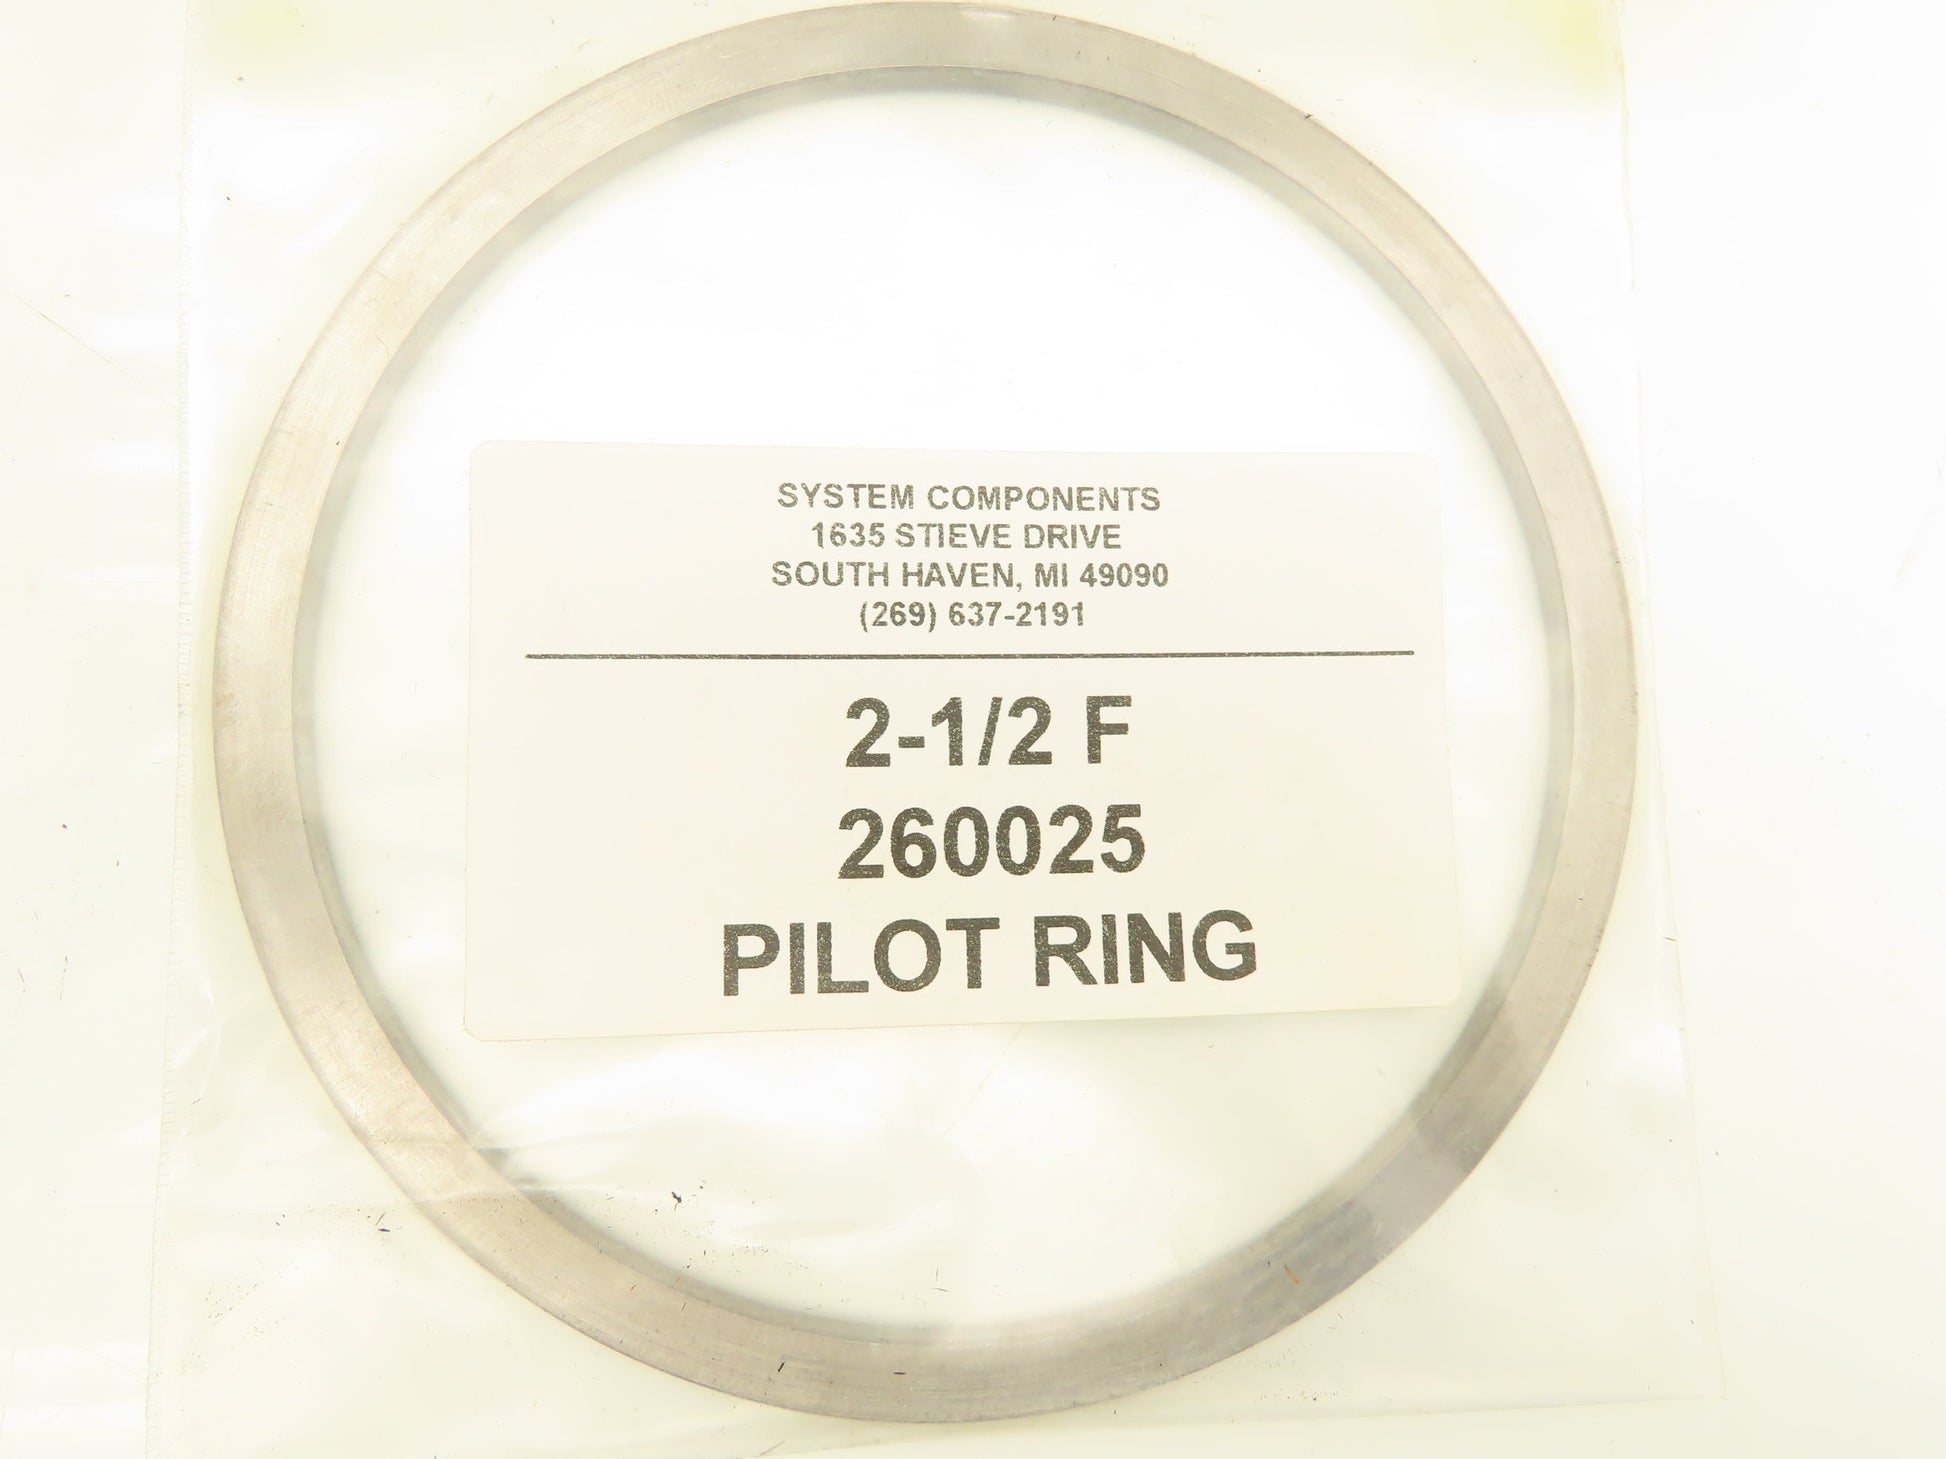 SYSTEM COMPONENTS
1635 STIEVE DRIVE
SOUTH HAVEN, MI 49090
(269) 637-2191
2-1/2 F
260025
PILOT RING